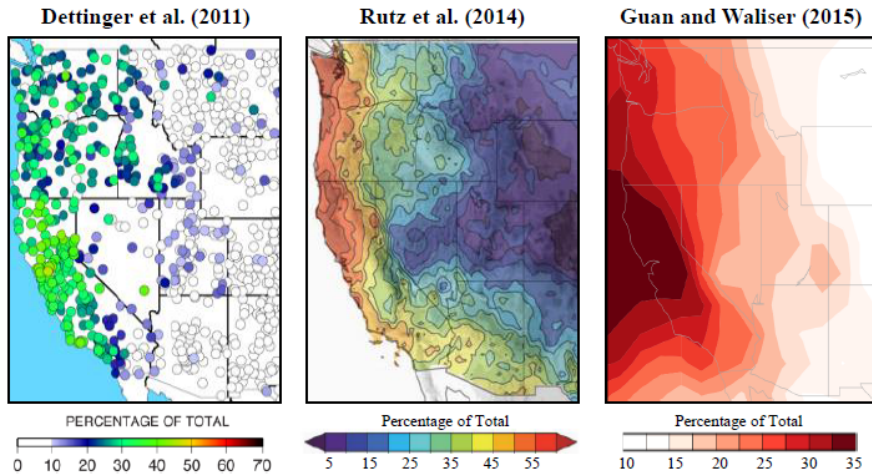 Dettinger et al. (2011)
Rutz et al. (2014)
Guan and Waliser (2015)
PERCENTAGE OF TOTAL
0 10 20 30 40 50 60 70
Percentage of Total
5 15 25 35 45 55
Percentage of Total
10 15 20 25 30 35